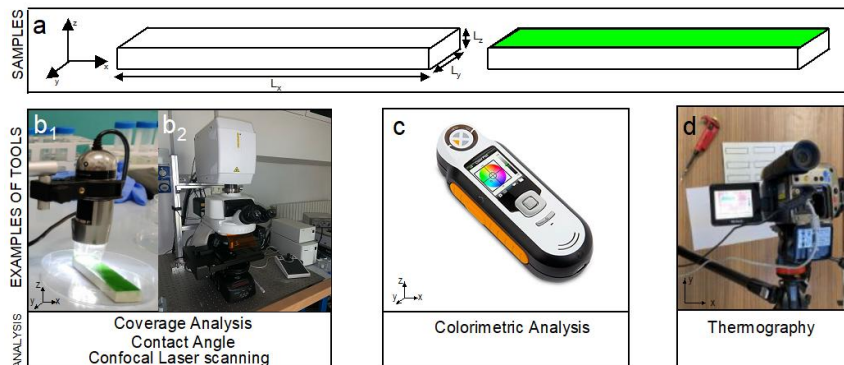 SAMPLES
a
z
x
y
Lx
Ly
Lz
EXAMPLES OF TOOLS
b1
b2
c
d
z
y
x
z
y
x
y
x
ANALYSIS
Coverage Analysis
Contact Angle
Confocal Laser scanning
Colorimetric Analysis
Thermography